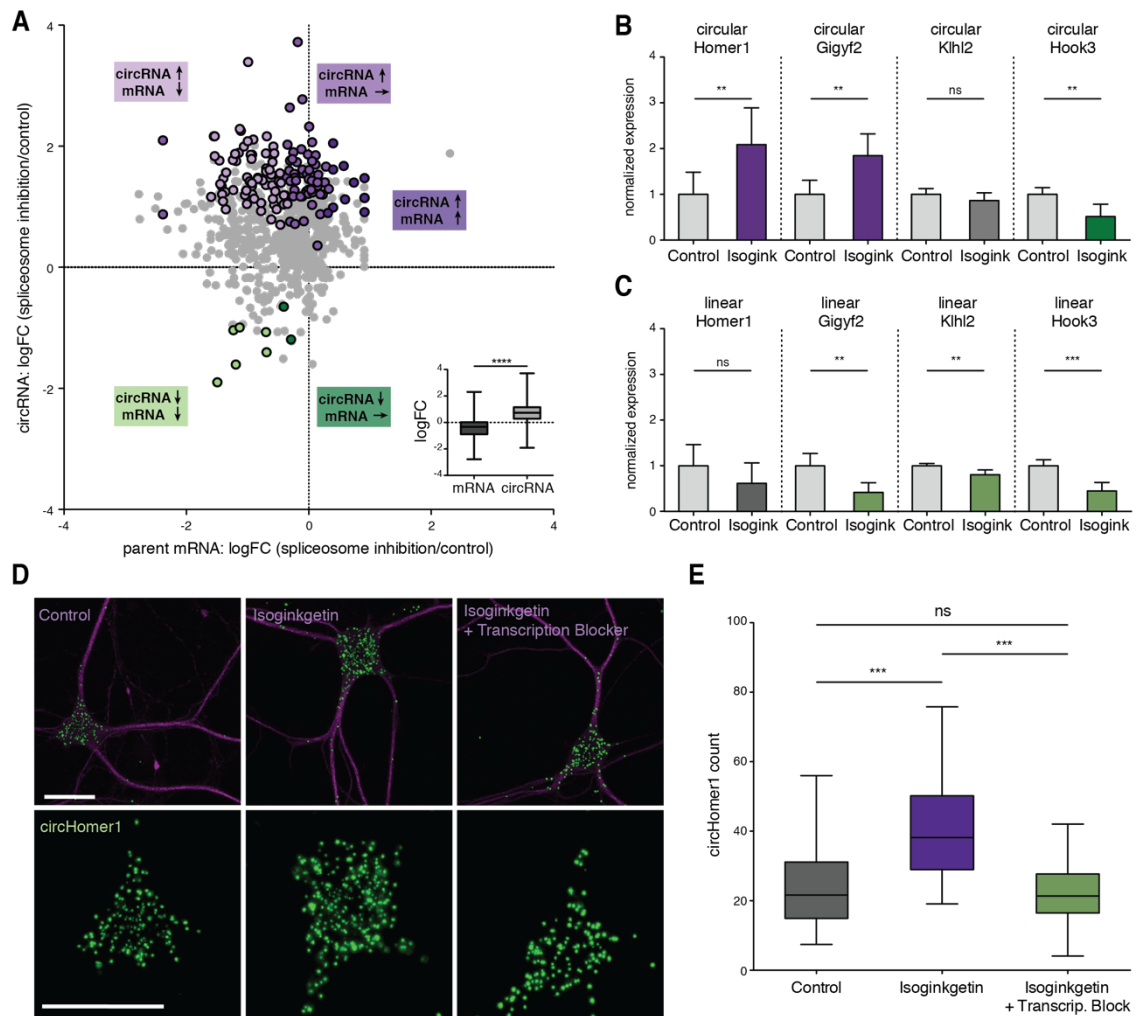 A
4
2
0
-2
-4
-4
-2
0
2
4
circRNA: logFC (spliceosome inhibition/control)
parent mRNA: logFC (spliceosome inhibition/control)
circRNA ↑
mRNA ↓
circRNA ↑
mRNA →
circRNA ↑
mRNA ↑
circRNA ↓
mRNA ↓
circRNA ↓
mRNA →
****
logFC
4
2
0
-2
-4
mRNA circRNA
B
circular
Homer1
circular
Gigyf2
circular
Klhl2
circular
Hook3
normalized expression
4
3
2
1
0
**
**
ns
**
Control Isogink
Control Isogink
Control Isogink
Control Isogink
C
linear
Homer1
linear
Gigyf2
linear
Klhl2
linear
Hook3
normalized expression
4
3
2
1
0
ns
**
**
***
Control Isogink
Control Isogink
Control Isogink
Control Isogink
D
Control
Isoginkgetin
Isoginkgetin
+ Transcription Blocker
circHomer1
E
circHomer1 count
100
80
60
40
20
0
ns
***
***
Control
Isoginkgetin
Isoginkgetin
+ Transcrip. Block